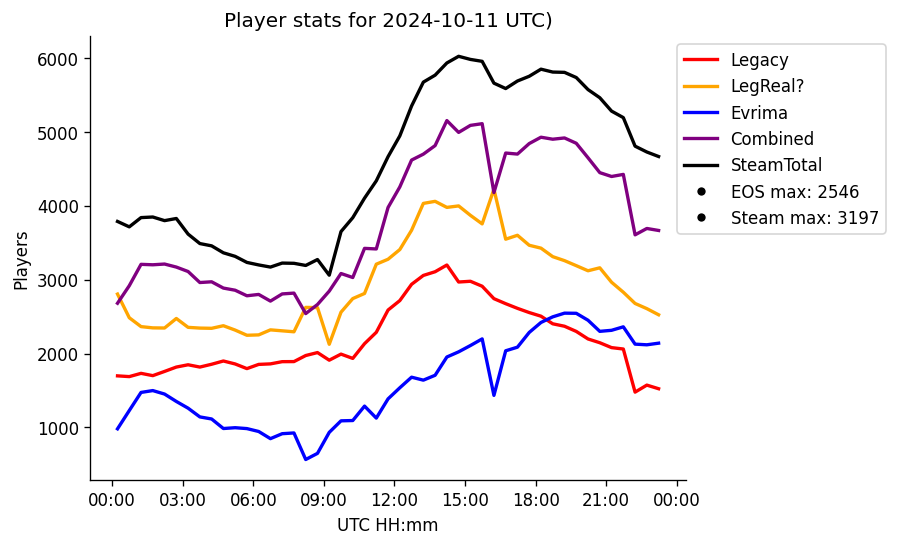 Player stats for 2024-10-11 UTC)
Players
6000
5000
4000
3000
2000
1000
00:00 03:00 06:00 09:00 12:00 15:00 18:00 21:00 00:00
UTC HH:mm
Legacy
LegReal?
Evrima
Combined
SteamTotal
EOS max: 2546
Steam max: 3197